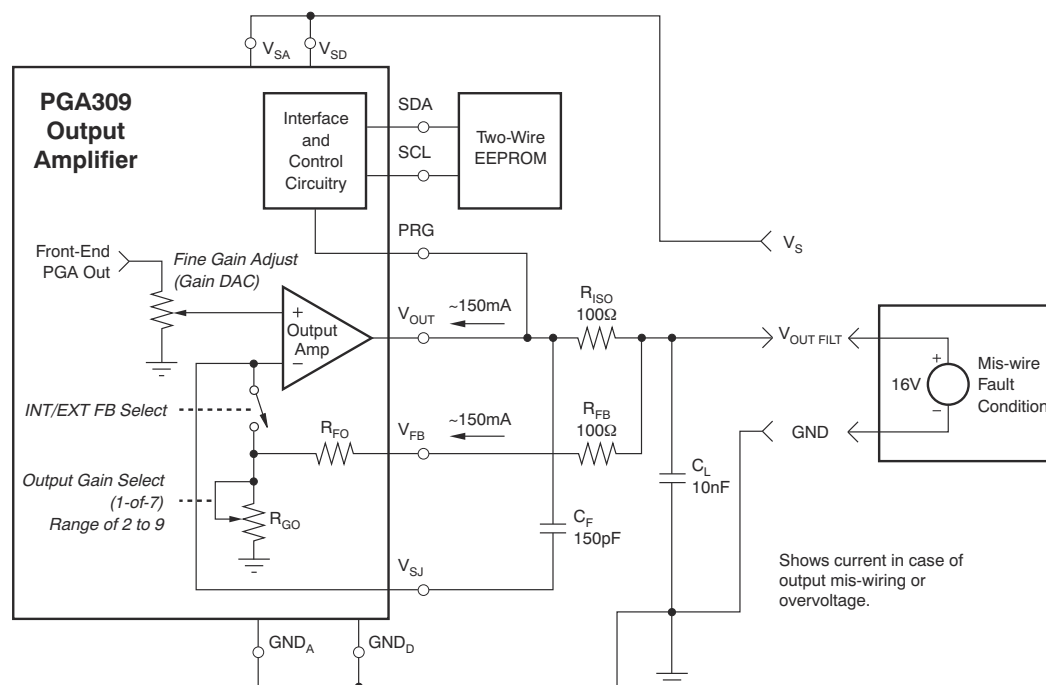 V_SA
V_SD
PGA309
Output
Amplifier
Interface
and
Control
Circuitry
SDA
SCL
Two-Wire
EEPROM
PRG
V_S
Front-End
PGA Out
Fine Gain Adjust
(Gain DAC)
+
Output
Amp
–
V_OUT
~150mA
R_ISO
100Ω
V_OUT FILT
+
16V
–
Mis-wire
Fault
Condition
INT/EXT FB Select
R_FO
V_FB
~150mA
R_FB
100Ω
GND
Output Gain Select
(1-of-7)
Range of 2 to 9
R_GO
C_L
10nF
C_F
150pF
V_SJ
Shows current in case of
output mis-wiring or
overvoltage.
GND_A
GND_D